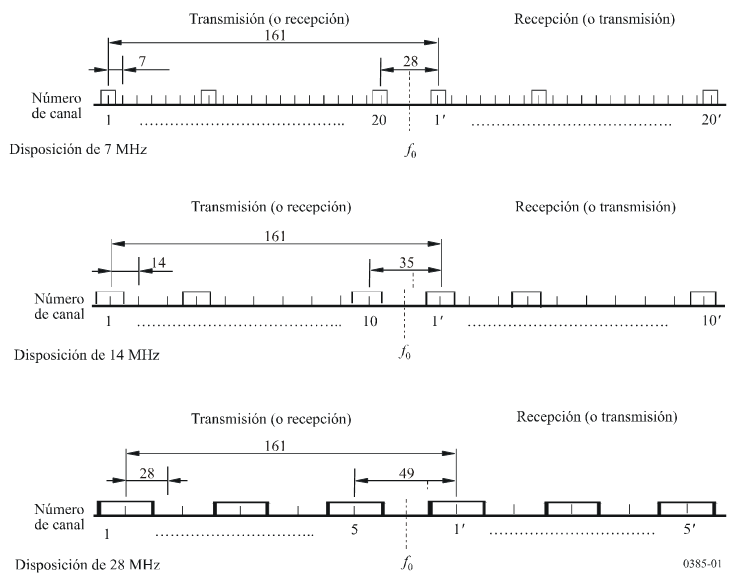 Transmisión (o recepción)
Recepción (o transmisión)
161
7
28
Número
de canal
1 ........................................ 20
1′ ........................................ 20′
Disposición de 7 MHz
f0
Transmisión (o recepción)
Recepción (o transmisión)
161
14
35
Número
de canal
1 ........................................ 10
1′ ........................................ 10′
Disposición de 14 MHz
f0
Transmisión (o recepción)
Recepción (o transmisión)
161
28
49
Número
de canal
1 ............................... 5
1′ ............................... 5′
Disposición de 28 MHz
f0
0385-01